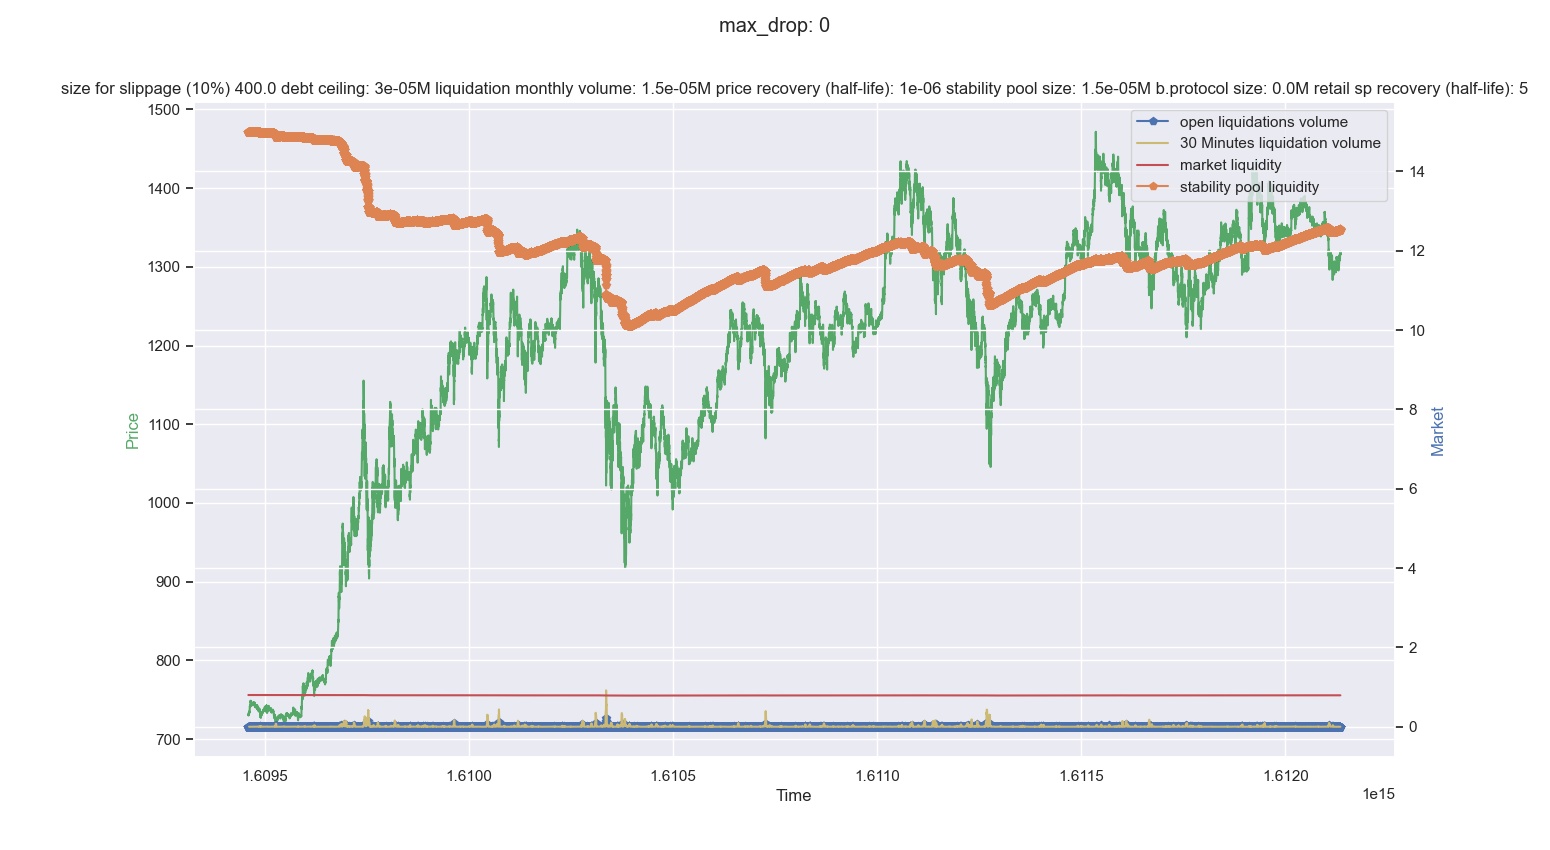 max_drop: 0
size for slippage (10%) 400.0 debt ceiling: 3e-05M liquidation monthly volume: 1.5e-05M price recovery (half-life): 1e-06 stability pool size: 1.5e-05M b.protocol size: 0.0M retail sp recovery (half-life): 5
open liquidations volume
30 Minutes liquidation volume
market liquidity
stability pool liquidity
1500
1400
1300
1200
1100
1000
900
800
700
Price
14
12
10
8
6
4
2
0
Market
1.6095 1.6100 1.6105 1.6110 1.6115 1.6120
1e15
Time